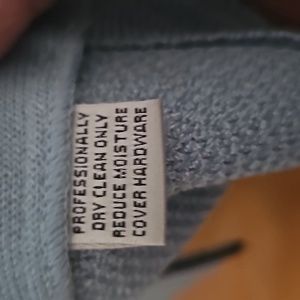 PROFESSIONALLY
DRY CLEAN ONLY
REDUCE MOISTURE
COVER HARDWARE